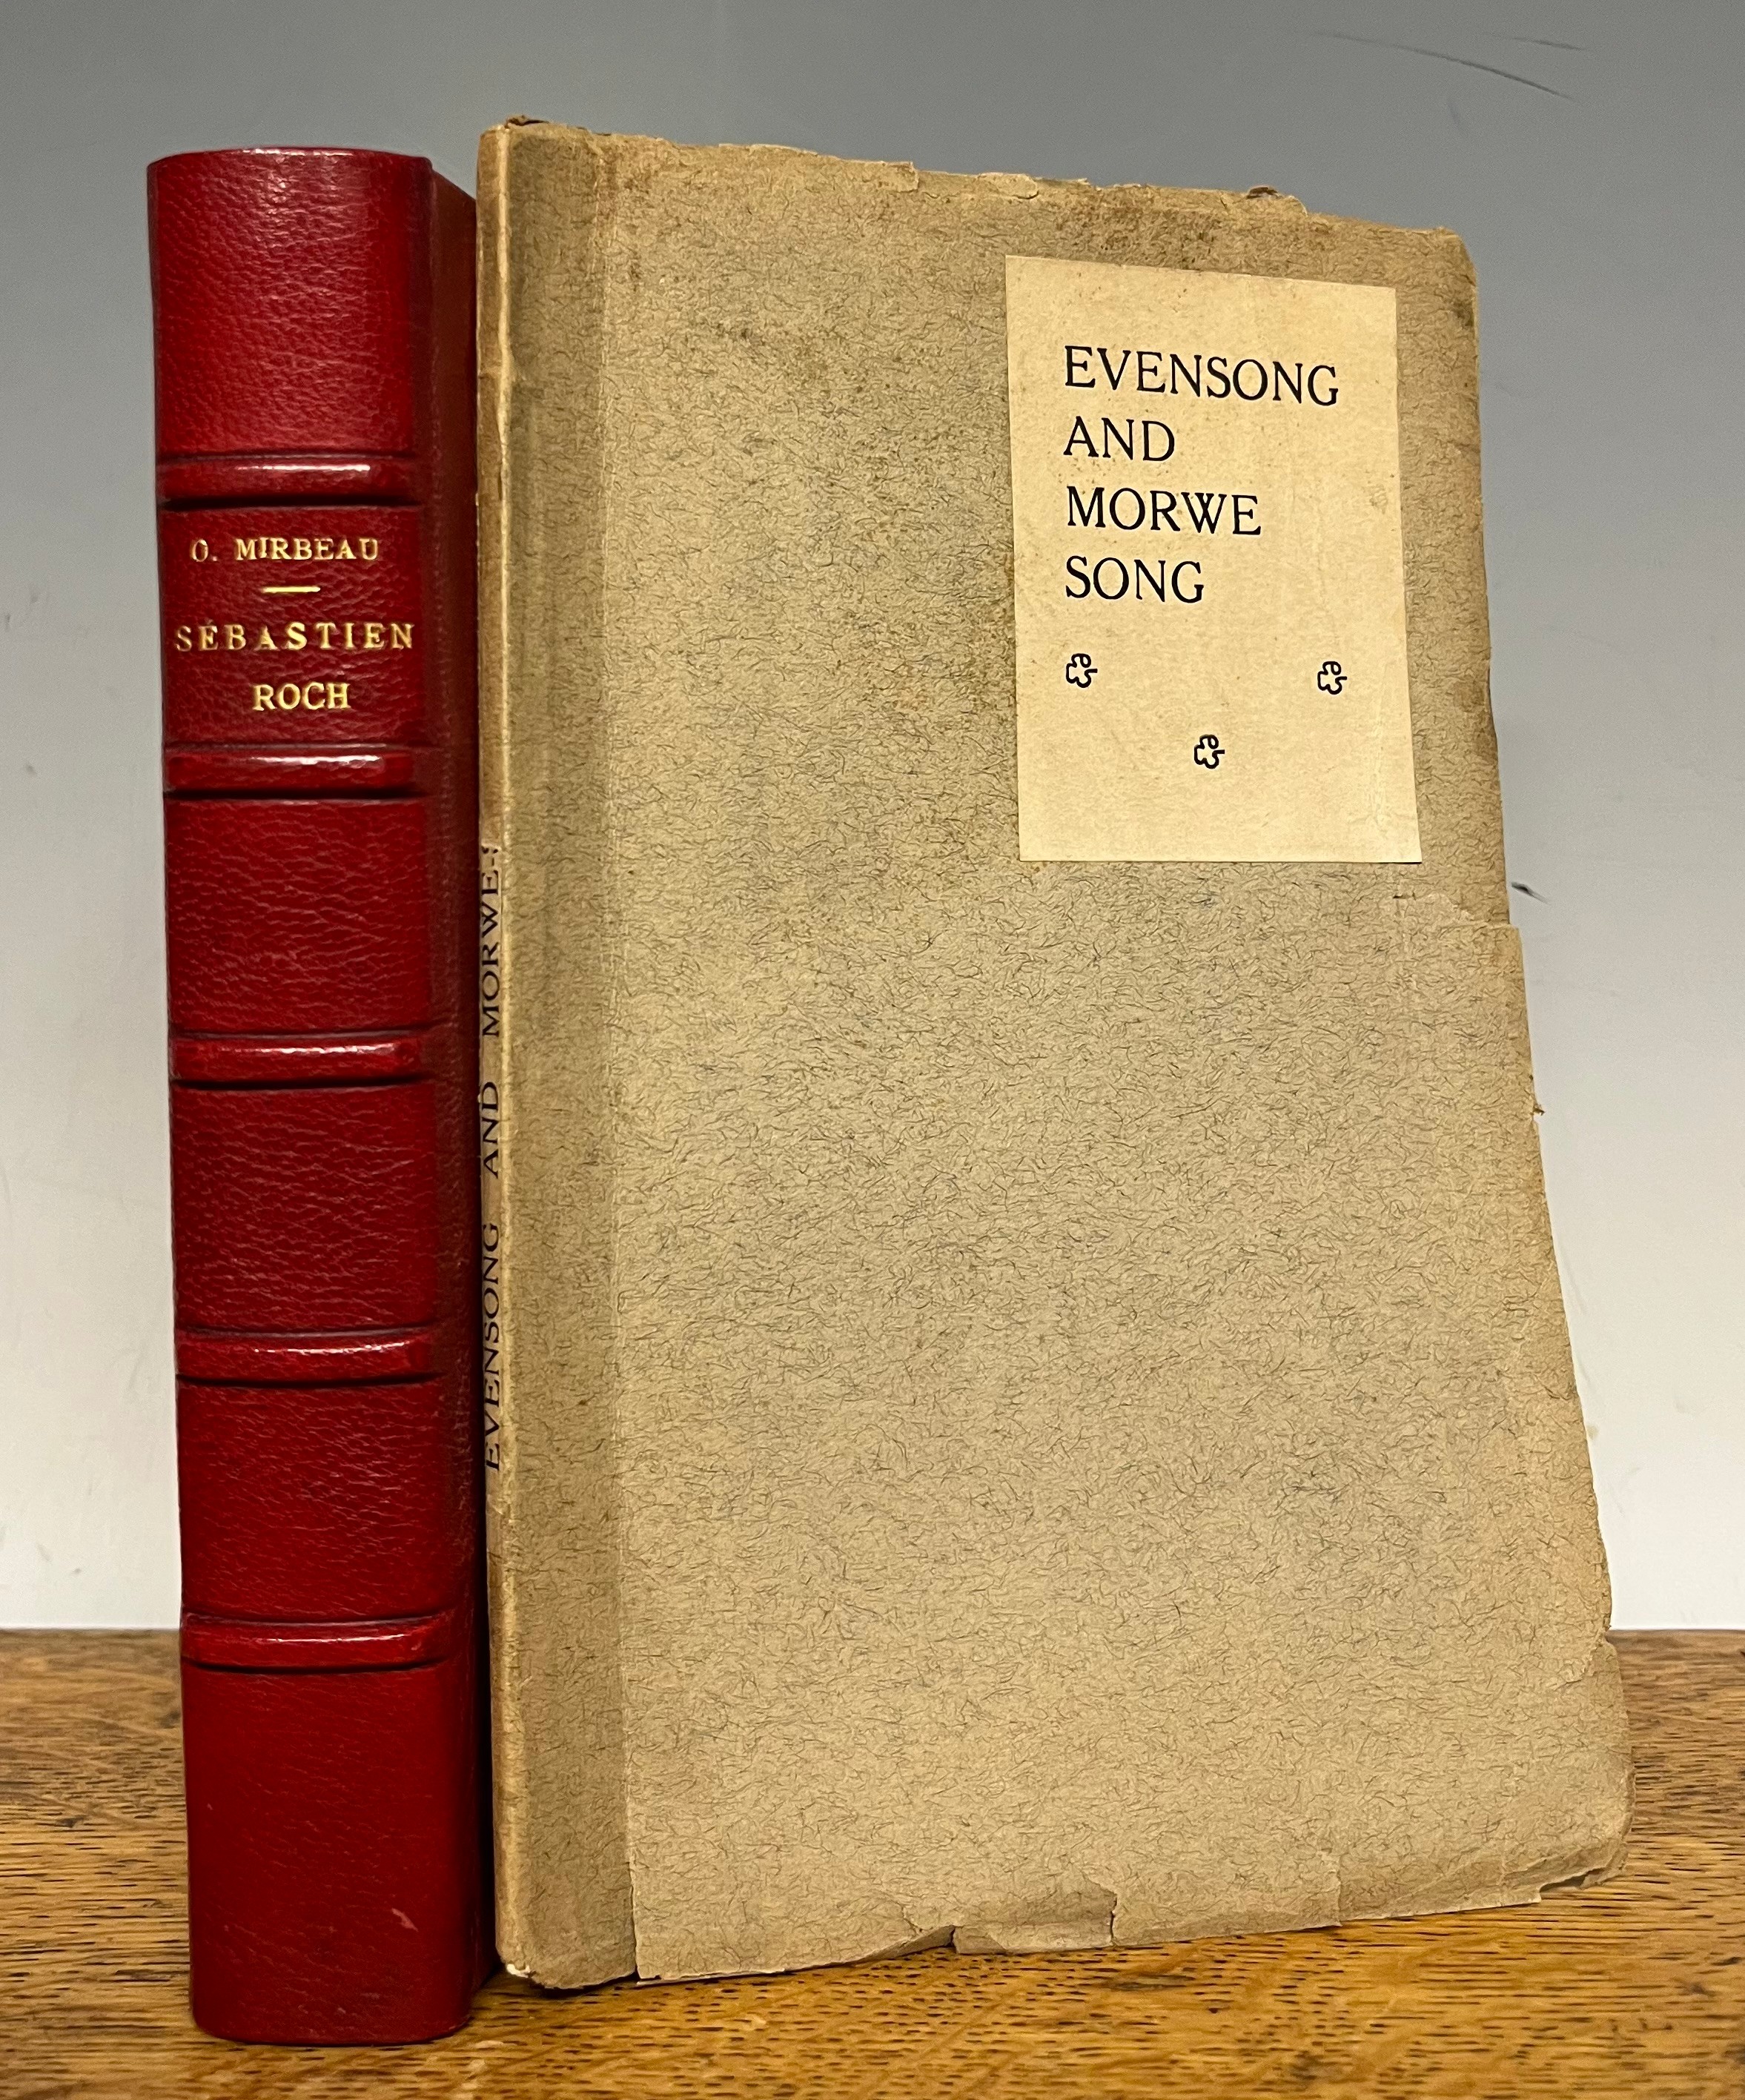 O. MIRBEAU
SÉBASTIEN
ROCH
EVENSONG AND MORWE-S
EVENSONG
AND
MORWE
SONG